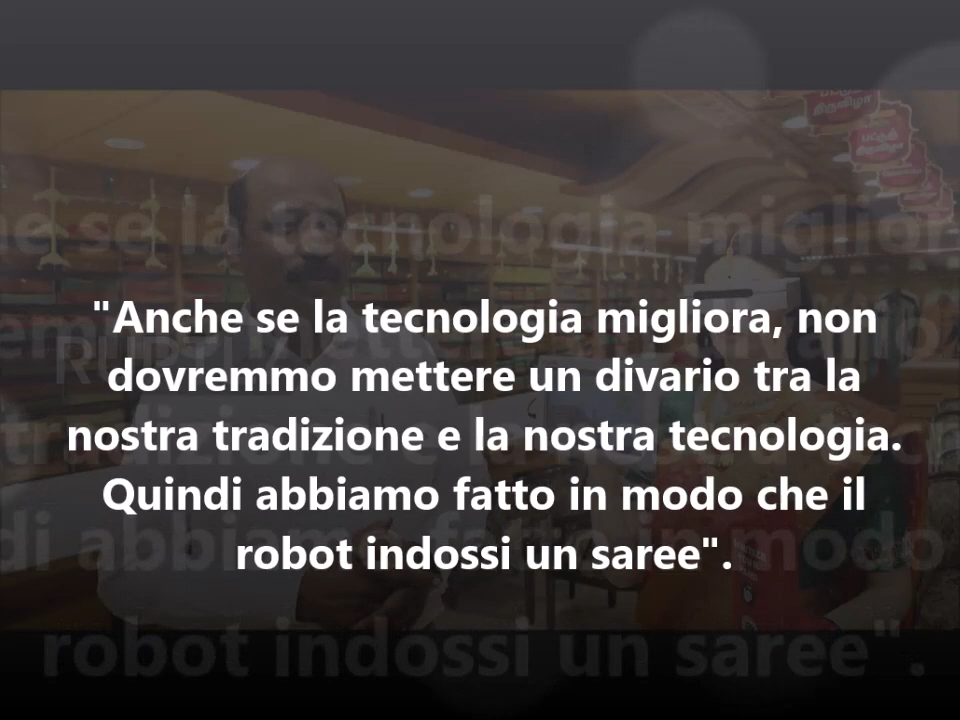 "Anche se la tecnologia migliora, non
dovremmo mettere un divario tra la
nostra tradizione e la nostra tecnologia.
Quindi abbiamo fatto in modo che il
robot indossi un saree".